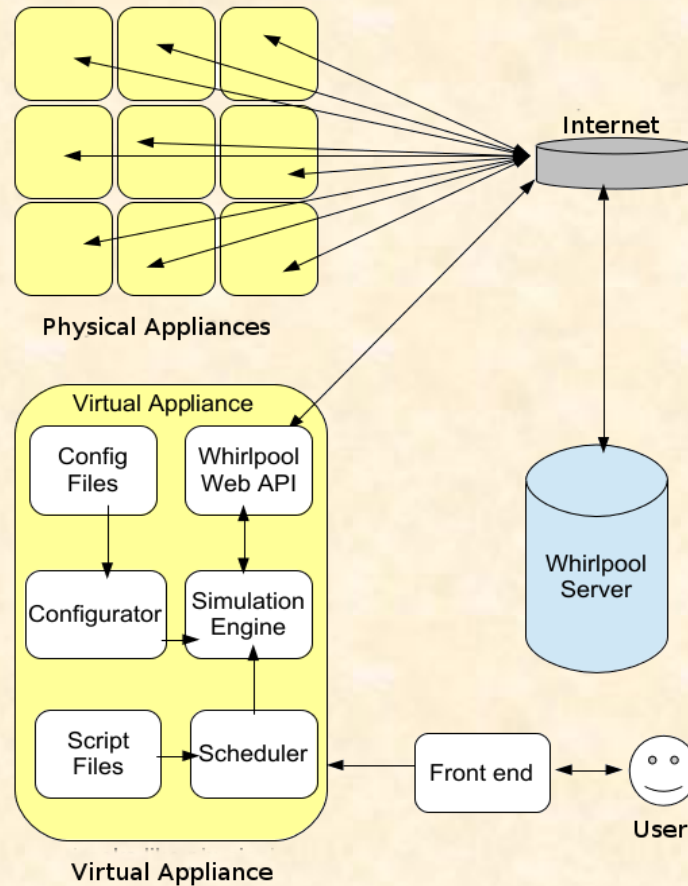 Internet
Physical Appliances
Virtual Appliance
Config
Files
Whirlpool
Web API
Configurator
Simulation
Engine
Whirlpool
Server
Script
Files
Scheduler
Front end
User
Virtual Appliance